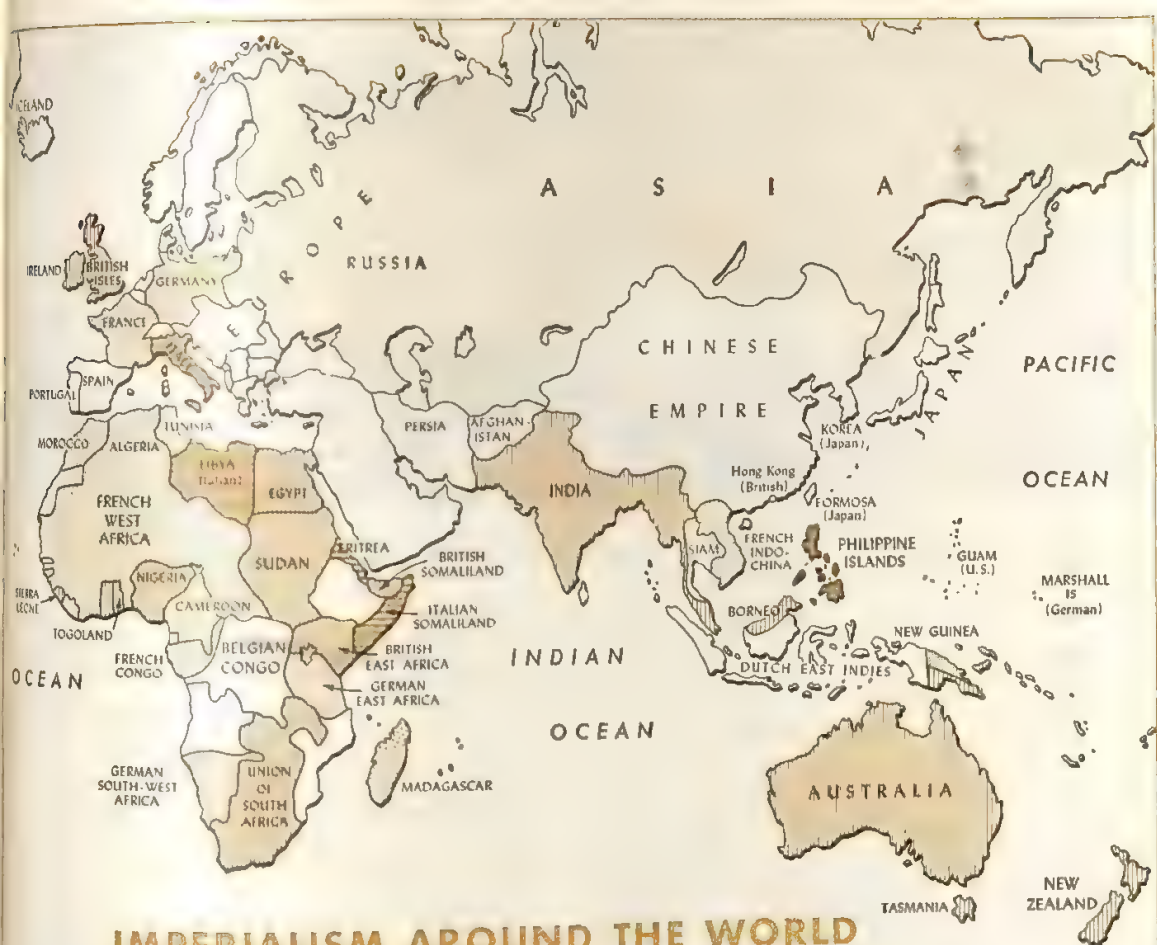 ICELAND
A S I A
EUROPE
RUSSIA
IRELAND
BRITISH
ISLES
GERMANY
FRANCE
ITALY
CHINESE
EMPIRE
JAPAN
PACIFIC
OCEAN
PORTUGAL
SPAIN
PERSIA
AFGHAN-
ISTAN
KOREA
(Japan)
TUNISIA
MOROCCO
ALGERIA
LIBYA
(Italian)
EGYPT
INDIA
Hong Kong
(British)
FORMOSA
(Japan)
FRENCH
WEST
AFRICA
SUDAN
ERITREA
BRITISH
SOMALILAND
SIAM
FRENCH
INDO-
CHINA
PHILIPPINE
ISLANDS
GUAM
(U.S.)
MARSHALL
IS
(German)
SIERRA
LEONE
NIGERIA
CAMEROON
TOGOLAND
ITALIAN
SOMALILAND
BORNEO
NEW GUINEA
FRENCH
CONGO
BELGIAN
CONGO
BRITISH
EAST AFRICA
GERMAN
EAST AFRICA
DUTCH EAST INDIES
OCEAN
INDIAN
OCEAN
GERMAN
SOUTH-WEST
AFRICA
UNION
OF
SOUTH
AFRICA
MADAGASCAR
AUSTRALIA
TASMANIA
NEW
ZEALAND
IMPERIALISM AROUND THE WORLD